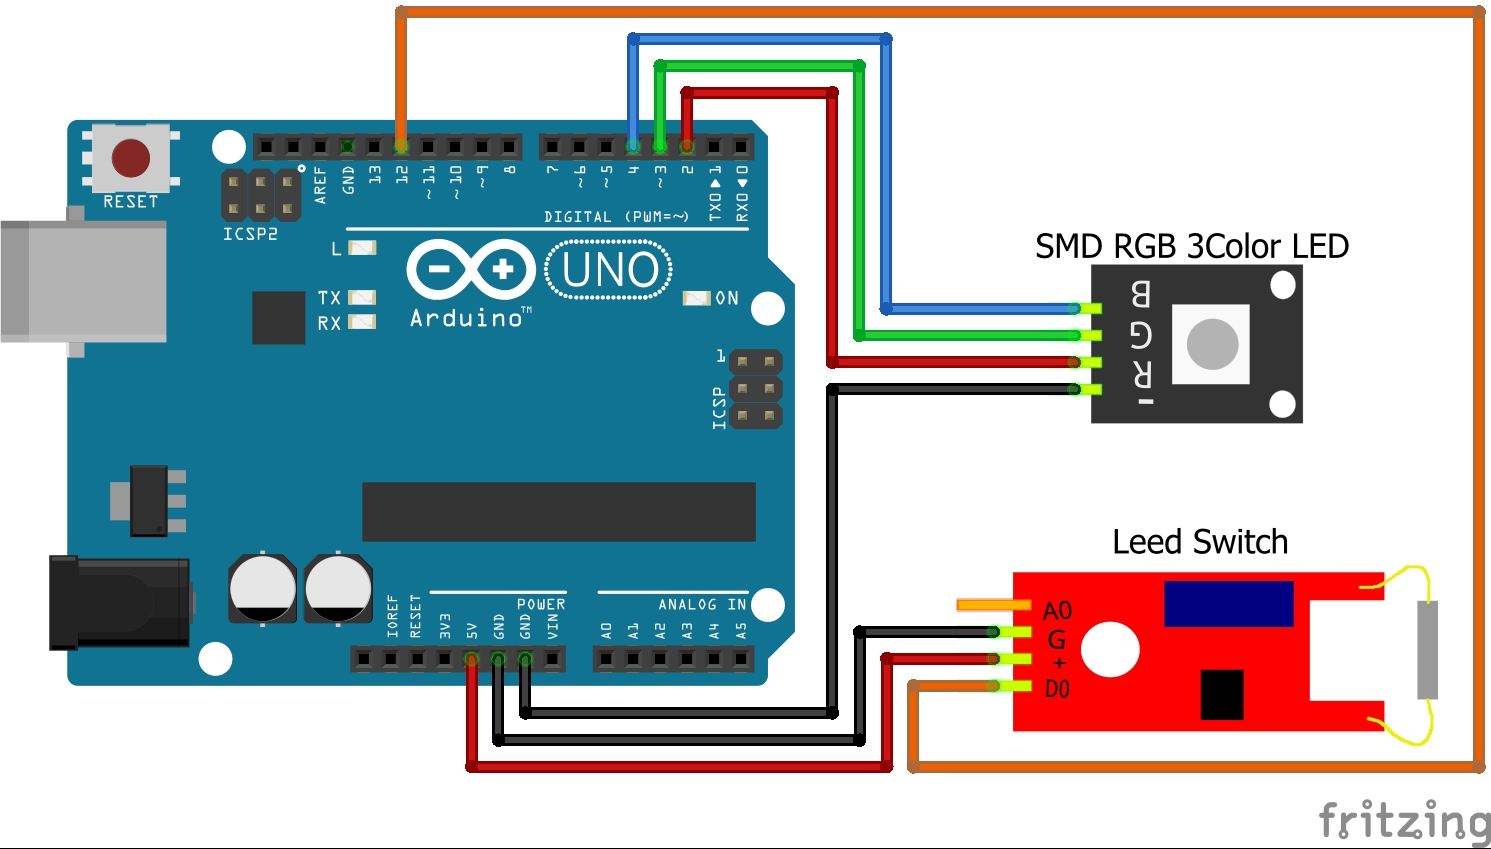 RESET
ICSP2
AREF
GND
13
12
~11
~10
~9
8
7
~6
~5
4
~3
2
TX0▶1
RX0◀0
DIGITAL (PWM=~)
L
TX
RX
Arduino™
UNO
ON
1
ICSP
IOREF
RESET
3V3
5V
GND
GND
VIN
POWER
ANALOG IN
A0
A1
A2
A3
A4
A5
SMD RGB 3Color LED
B
G
R
-
Leed Switch
A0
G
+
D0
fritzing